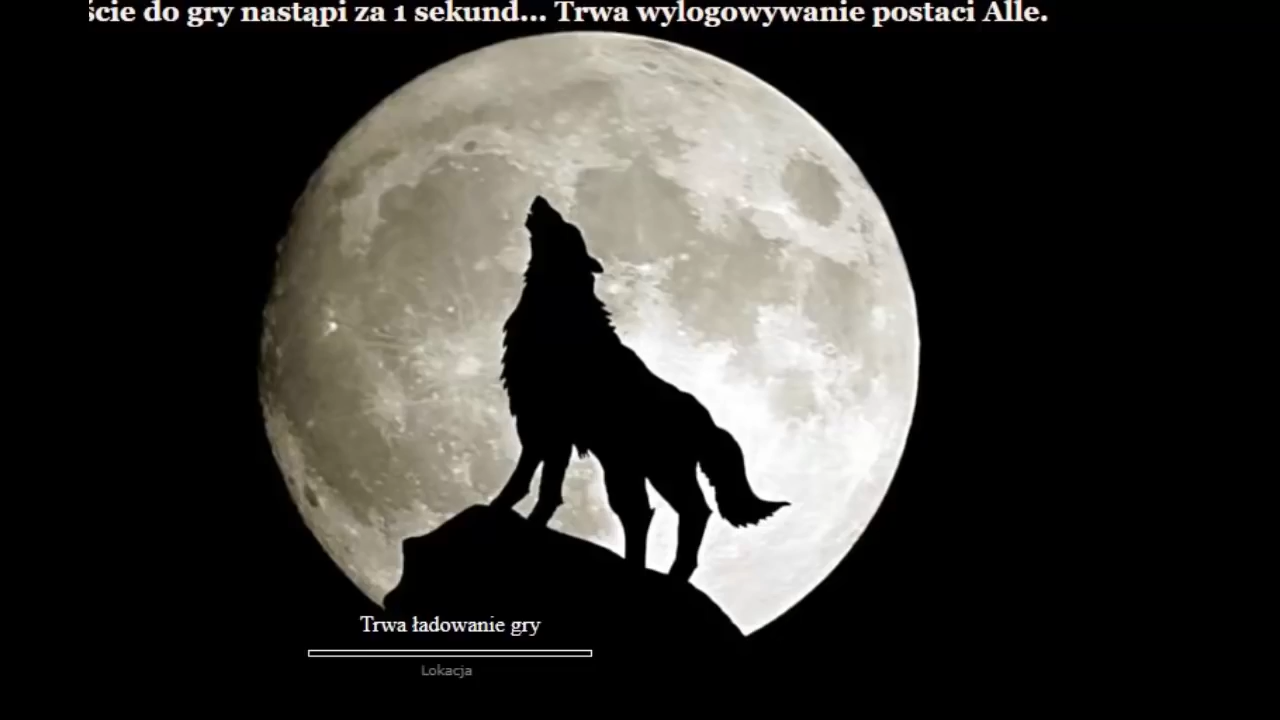 ście do gry nastąpi za 1 sekund... Trwa wylogowywanie postaci Alle.
Trwa ładowanie gry
Lokacja